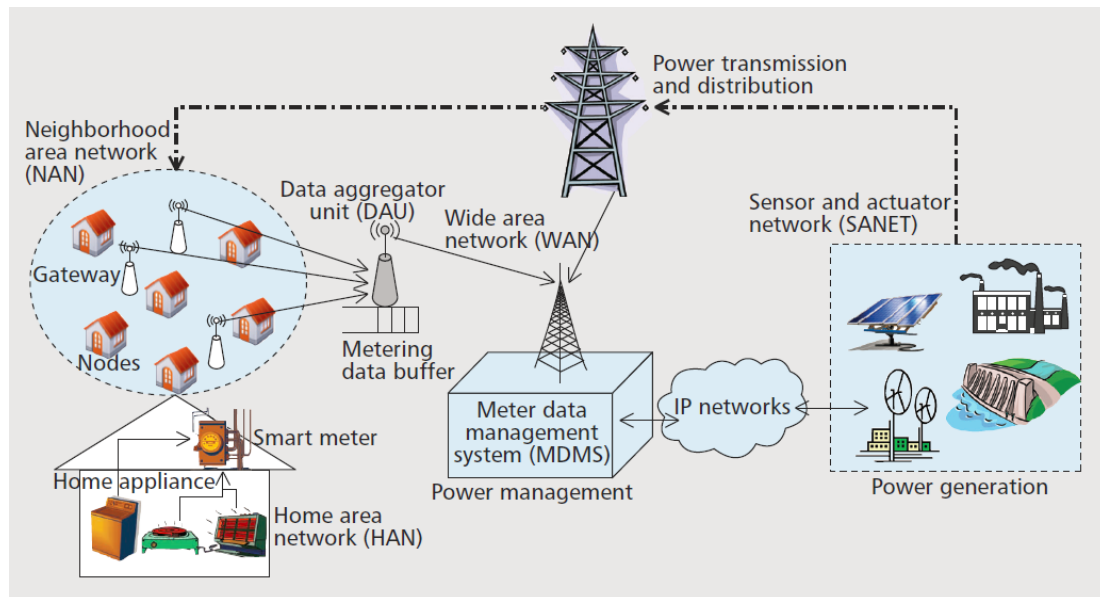 Power transmission
and distribution
Neighborhood
area network
(NAN)
Data aggregator
unit (DAU)
Wide area
network (WAN)
Sensor and actuator
network (SANET)
Gateway
Nodes
Metering
data buffer
Meter data
management
system (MDMS)
IP networks
Power management
Power generation
Smart meter
Home appliance
Home area
network (HAN)